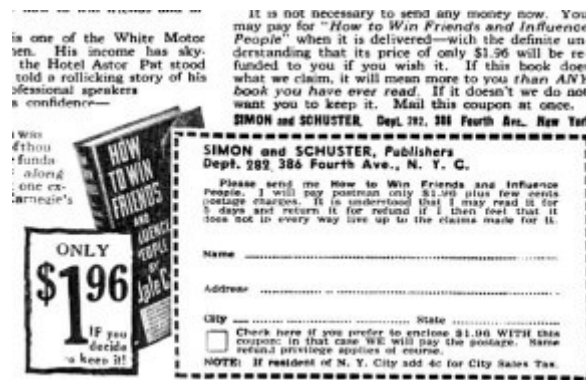 is one of the White Motor
men. His income has sky-
the Hotel Astor Pat stood
told a rollicking story of his
ofessional speakers
s confidence—
was
f thou
funda
along
one ex-
Carnegie's
HOW
TO WIN
FRIENDS
AND
LUENCE
PEOPLE
ONLY
$1.96
IF you
decide
to keep it!
It is not necessary to send any money now. You
may pay for "How to Win Friends and Influence
People" when it is delivered—with the definite un-
derstanding that its price of only $1.96 will be re-
funded to you if you wish it. If this book does
what we claim, it will mean more to you than ANY
book you have ever read. If it doesn't we do not
want you to keep it. Mail this coupon at once.
SIMON and SCHUSTER, Dept. 282, 386 Fourth Ave., New York
SIMON and SCHUSTER, Publishers
Dept. 282, 386 Fourth Ave., N. Y. C.
Please send me How to Win Friends and Influence
People. I will pay postman only $1.96 plus few cents
postage charges. It is understood that I may read it for
5 days and return it for refund if I then feel that it
does not in every way live up to the claims made for it.
Name
Address
City State
Check here if you prefer to enclose $1.96 WITH this
coupon; in that case WE will pay the postage. Same
refund privilege applies of course.
NOTE: If resident of N. Y. City add 4c for City Sales Tax.